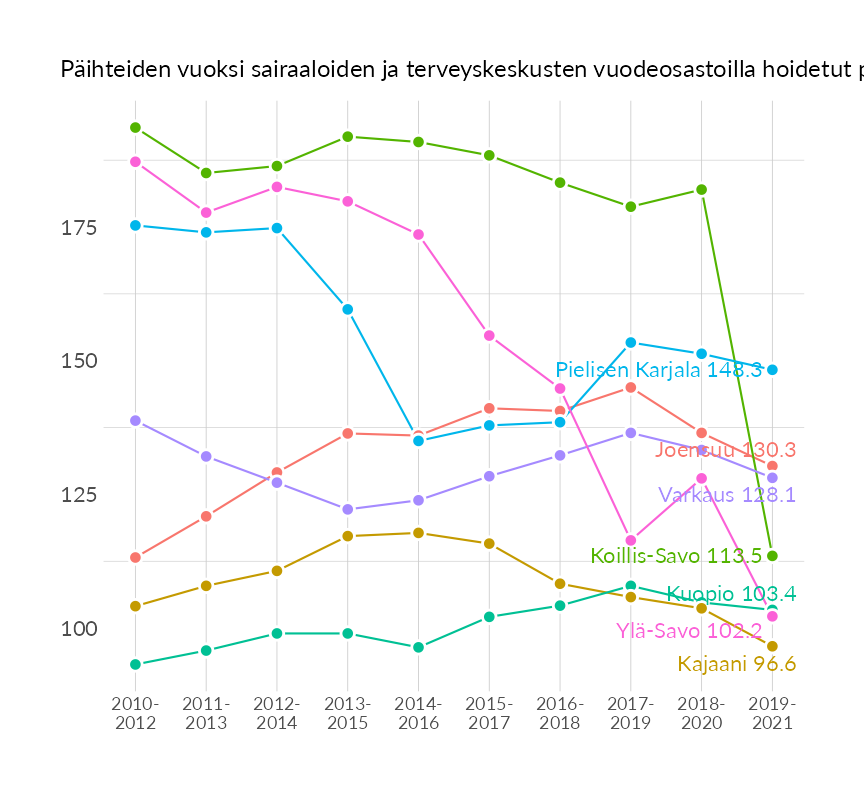 Päihteiden vuoksi sairaaloiden ja terveyskeskusten vuodeosastoilla hoidetut
175
150
125
100
Pielisen Karjala 148.3
Joensuu 130.3
Varkaus 128.1
Koillis-Savo 113.5
Kuopio 103.4
Ylä-Savo 102.2
Kajaani 96.6
2010- 2011- 2012- 2013- 2014- 2015- 2016- 2017- 2018- 2019-
2012 2013 2014 2015 2016 2017 2018 2019 2020 2021